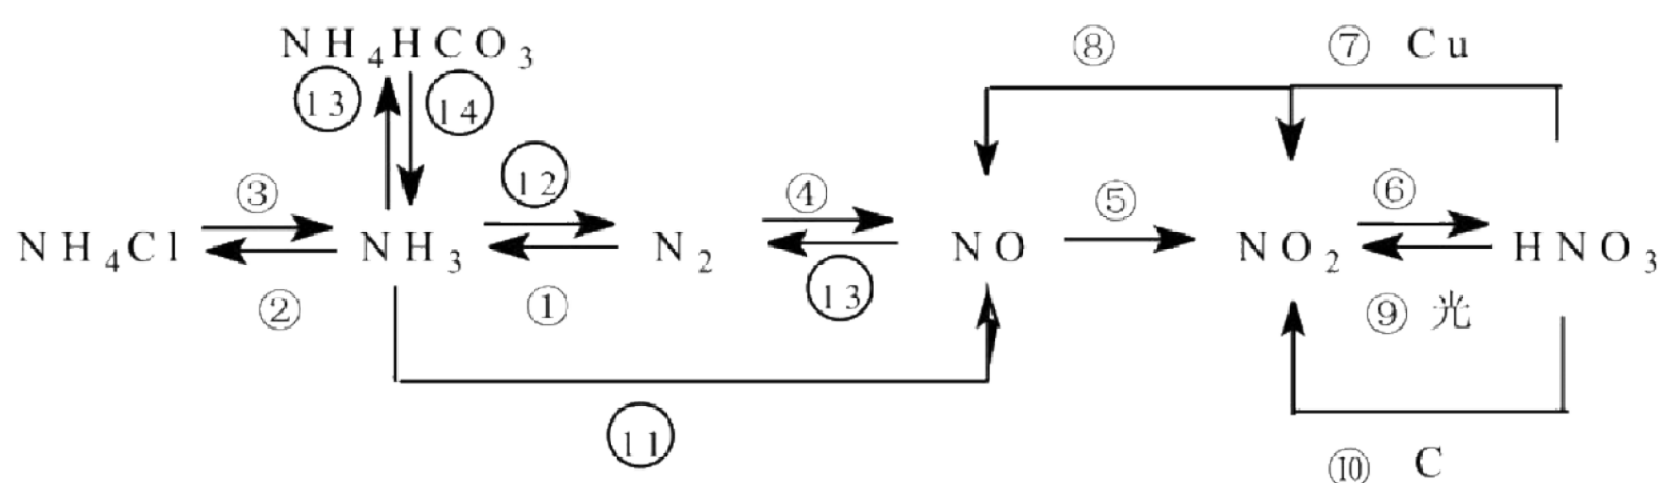 NH₄HCO₃ ⑧ ⑦ Cu
⑬ ⑭
③ ⑫ ④ ⑤ ⑥
NH₄Cl NH₃ N₂ NO NO₂ HNO₃
② ① ⑬ ⑨ 光
⑪ ⑩ C